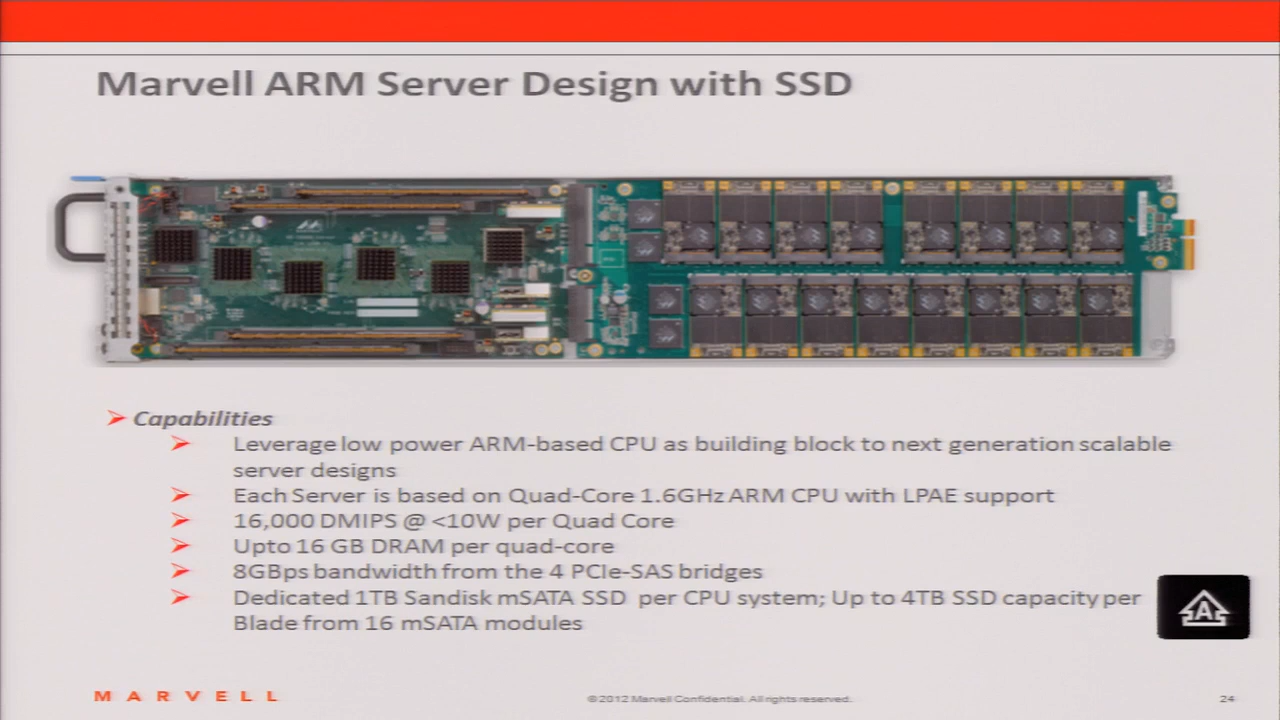 Marvell ARM Server Design with SSD
Capabilities
Leverage low power ARM-based CPU as building block to next generation scalable
server designs
Each Server is based on Quad-Core 1.6GHz ARM CPU with LPAE support
16,000 DMIPS @ <10W per Quad Core
Upto 16 GB DRAM per quad-core
8GBps bandwidth from the 4 PCIe-SAS bridges
Dedicated 1TB Sandisk mSATA SSD per CPU system; Up to 4TB SSD capacity per
Blade from 16 mSATA modules
A
MARVELL
©2012 Marvell Confidential. All rights reserved.
24